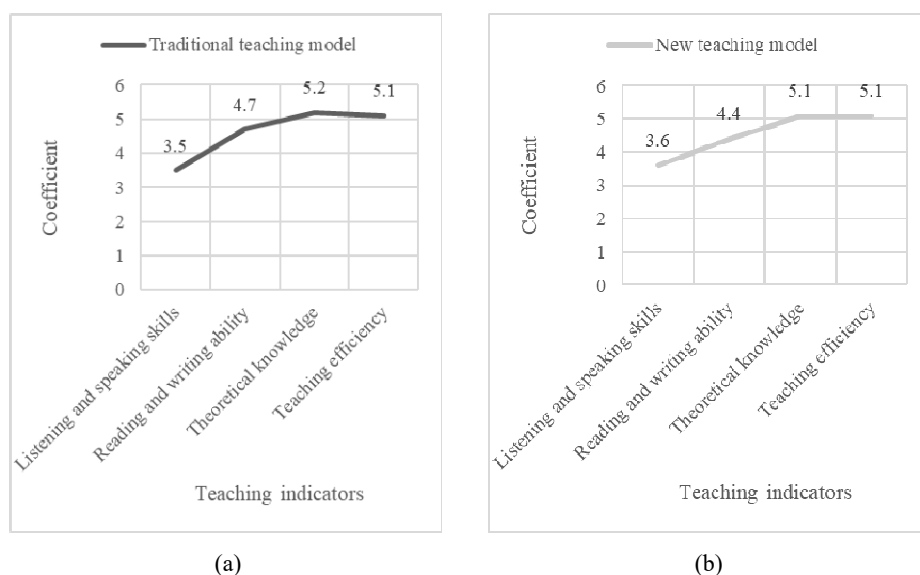 Traditional teaching model
6
5
4
3
2
1
0
3.5
4.7
5.2
5.1
Coefficient
Listening and speaking skills
Reading and writing ability
Theoretical knowledge
Teaching efficiency
Teaching indicators
(a)
New teaching model
6
5
4
3
2
1
0
3.6
4.4
5.1
5.1
Coefficient
Listening and speaking skills
Reading and writing ability
Theoretical knowledge
Teaching efficiency
Teaching indicators
(b)